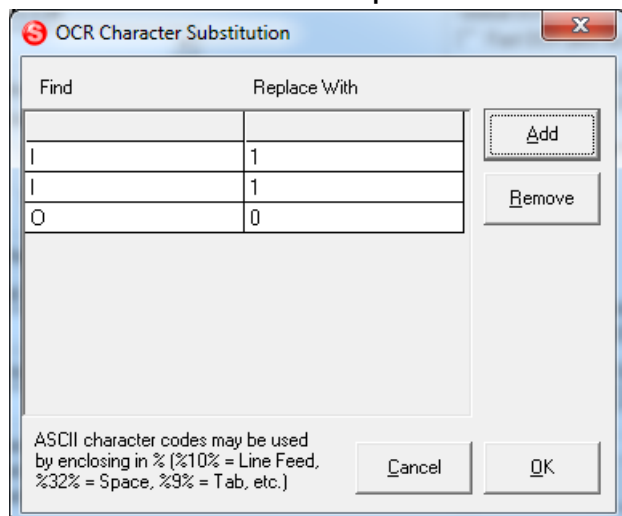 OCR Character Substitution
Find Replace With
Add
I 1
l 1
Remove
O 0
ASCII character codes may be used
by enclosing in % (%10% = Line Feed,
%32% = Space, %9% = Tab, etc.)
Cancel OK